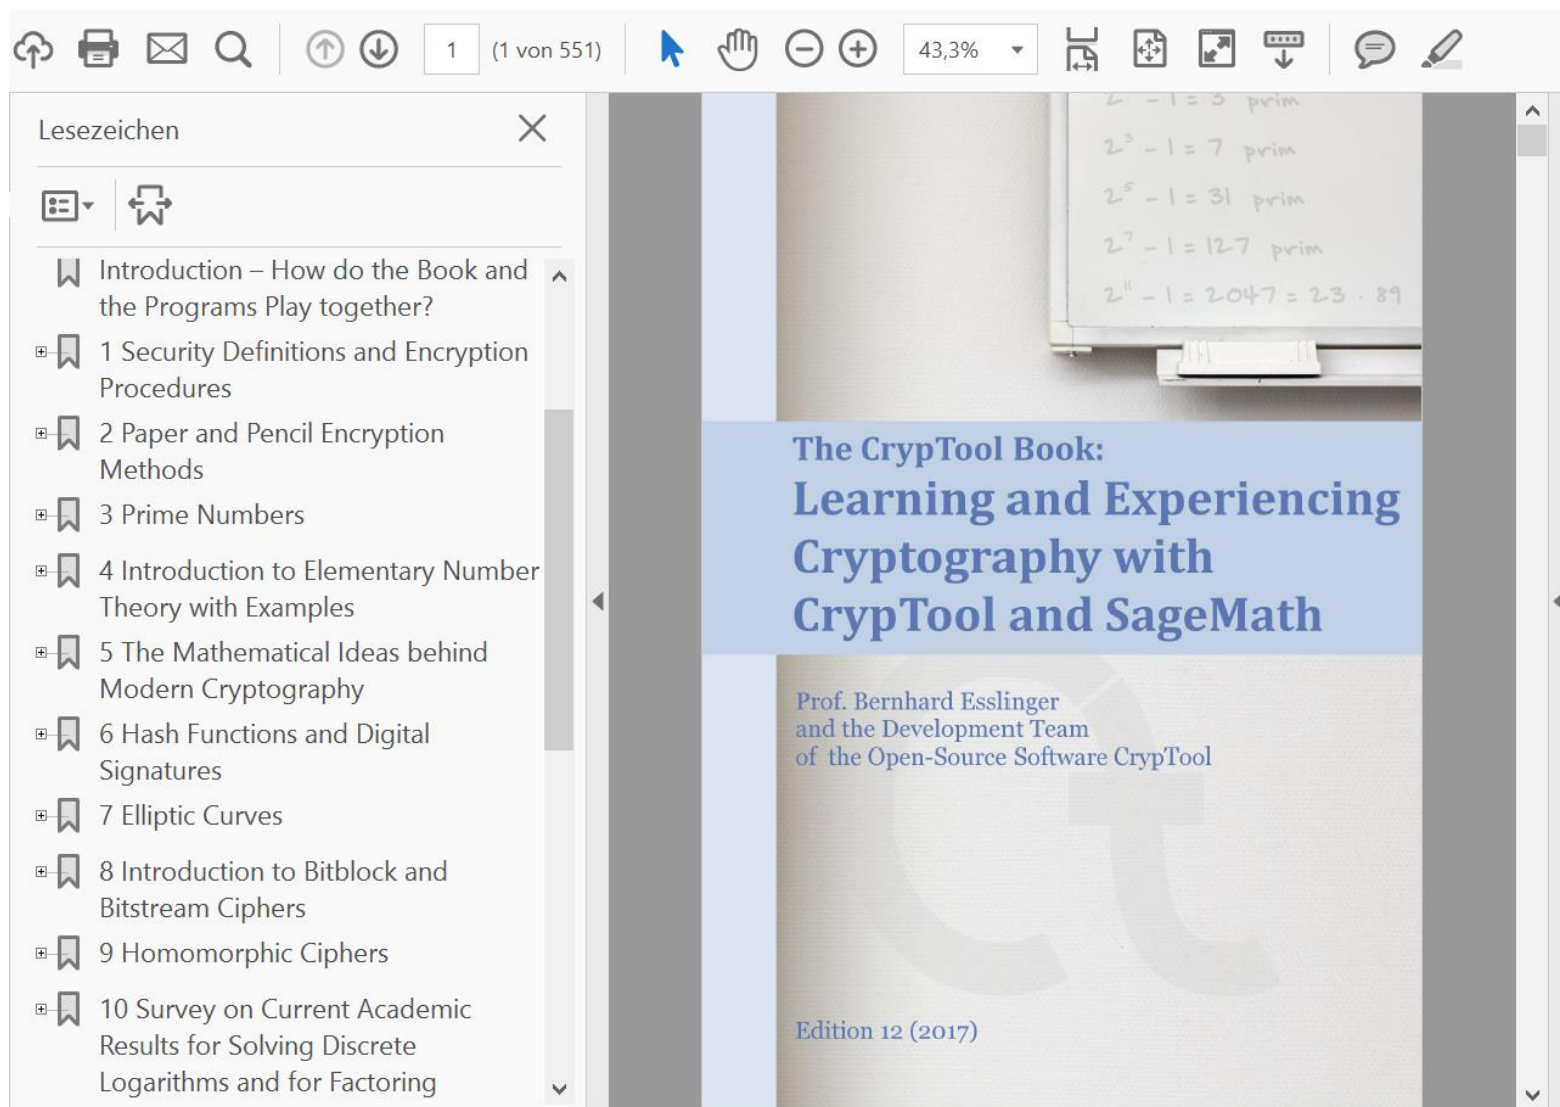 1 (1 von 551) 43,3%
Lesezeichen
Introduction – How do the Book and
the Programs Play together?
1 Security Definitions and Encryption
Procedures
2 Paper and Pencil Encryption
Methods
3 Prime Numbers
4 Introduction to Elementary Number
Theory with Examples
5 The Mathematical Ideas behind
Modern Cryptography
6 Hash Functions and Digital
Signatures
7 Elliptic Curves
8 Introduction to Bitblock and
Bitstream Ciphers
9 Homomorphic Ciphers
10 Survey on Current Academic
Results for Solving Discrete
Logarithms and for Factoring
2 - 1 = 3 prim
2³ - 1 = 7 prim
2⁵ - 1 = 31 prim
2⁷ - 1 = 127 prim
2¹¹ - 1 = 2047 = 23 · 89
The CrypTool Book:
Learning and Experiencing
Cryptography with
CrypTool and SageMath
Prof. Bernhard Esslinger
and the Development Team
of the Open-Source Software CrypTool
Ct
Edition 12 (2017)